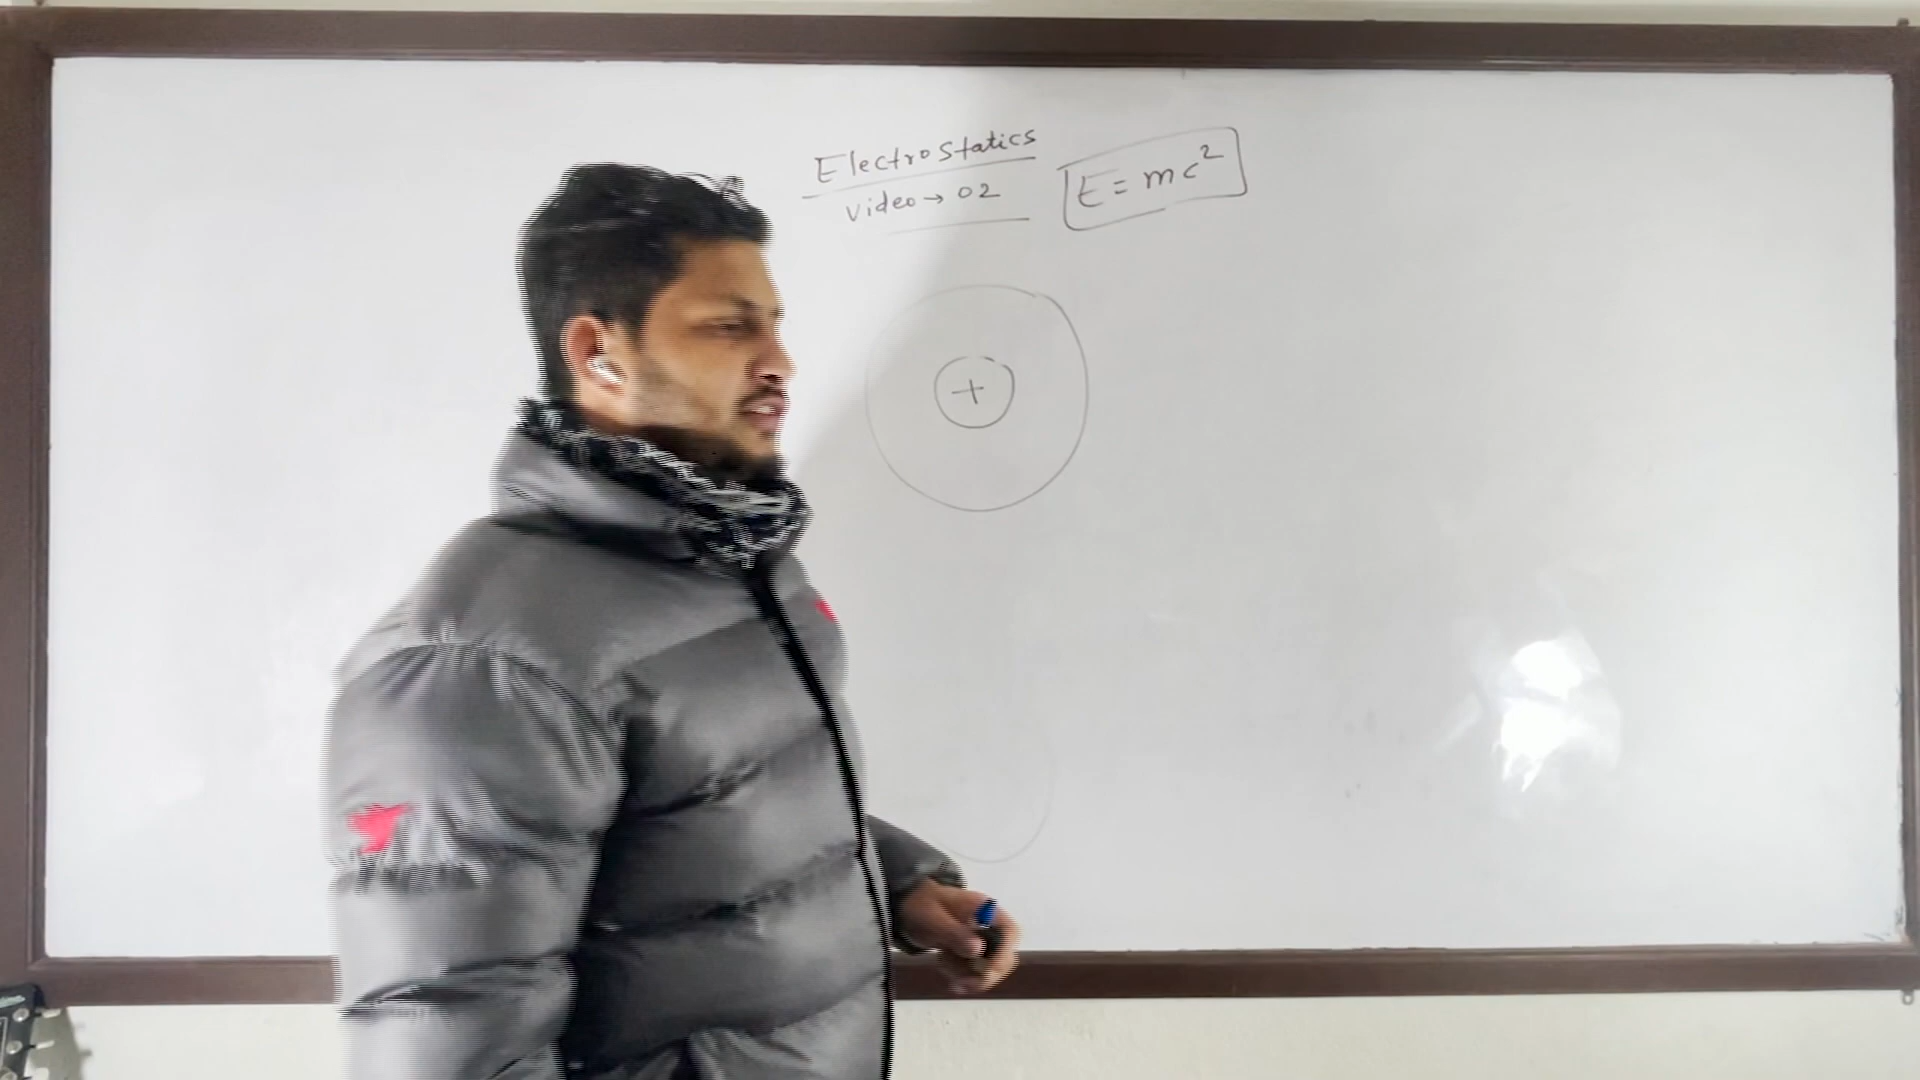 Electrostatics
Video → 02
E = mc²
+